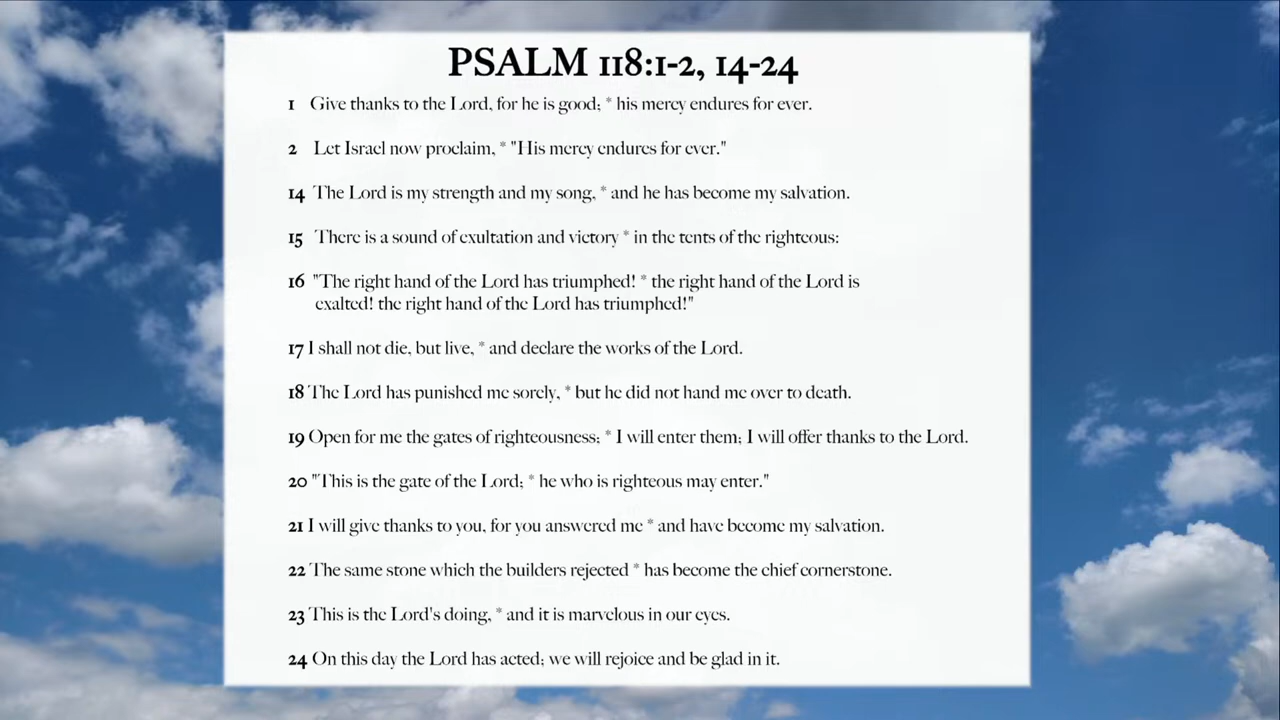 PSALM 118:1-2, 14-24
1 Give thanks to the Lord, for he is good; * his mercy endures for ever.
2 Let Israel now proclaim, * "His mercy endures for ever."
14 The Lord is my strength and my song, * and he has become my salvation.
15 There is a sound of exultation and victory * in the tents of the righteous:
16 "The right hand of the Lord has triumphed! * the right hand of the Lord is
exalted! the right hand of the Lord has triumphed!"
17 I shall not die, but live, * and declare the works of the Lord.
18 The Lord has punished me sorely, * but he did not hand me over to death.
19 Open for me the gates of righteousness; * I will enter them; I will offer thanks to the Lord.
20 "This is the gate of the Lord; * he who is righteous may enter."
21 I will give thanks to you, for you answered me * and have become my salvation.
22 The same stone which the builders rejected * has become the chief cornerstone.
23 This is the Lord's doing, * and it is marvelous in our eyes.
24 On this day the Lord has acted; we will rejoice and be glad in it.